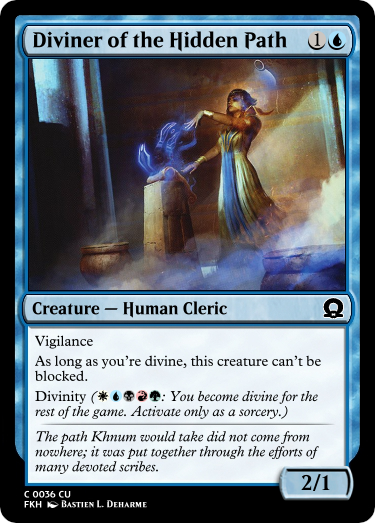 Diviner of the Hidden Path 1
Creature — Human Cleric
Vigilance
As long as you're divine, this creature can't be
blocked.
Divinity (: You become divine for the
rest of the game. Activate only as a sorcery.)
The path Khnum would take did not come from
nowhere; it was put together through the efforts of
many devoted scribes.
2/1
C 0036 CU
FKH Bastien L. Deharme